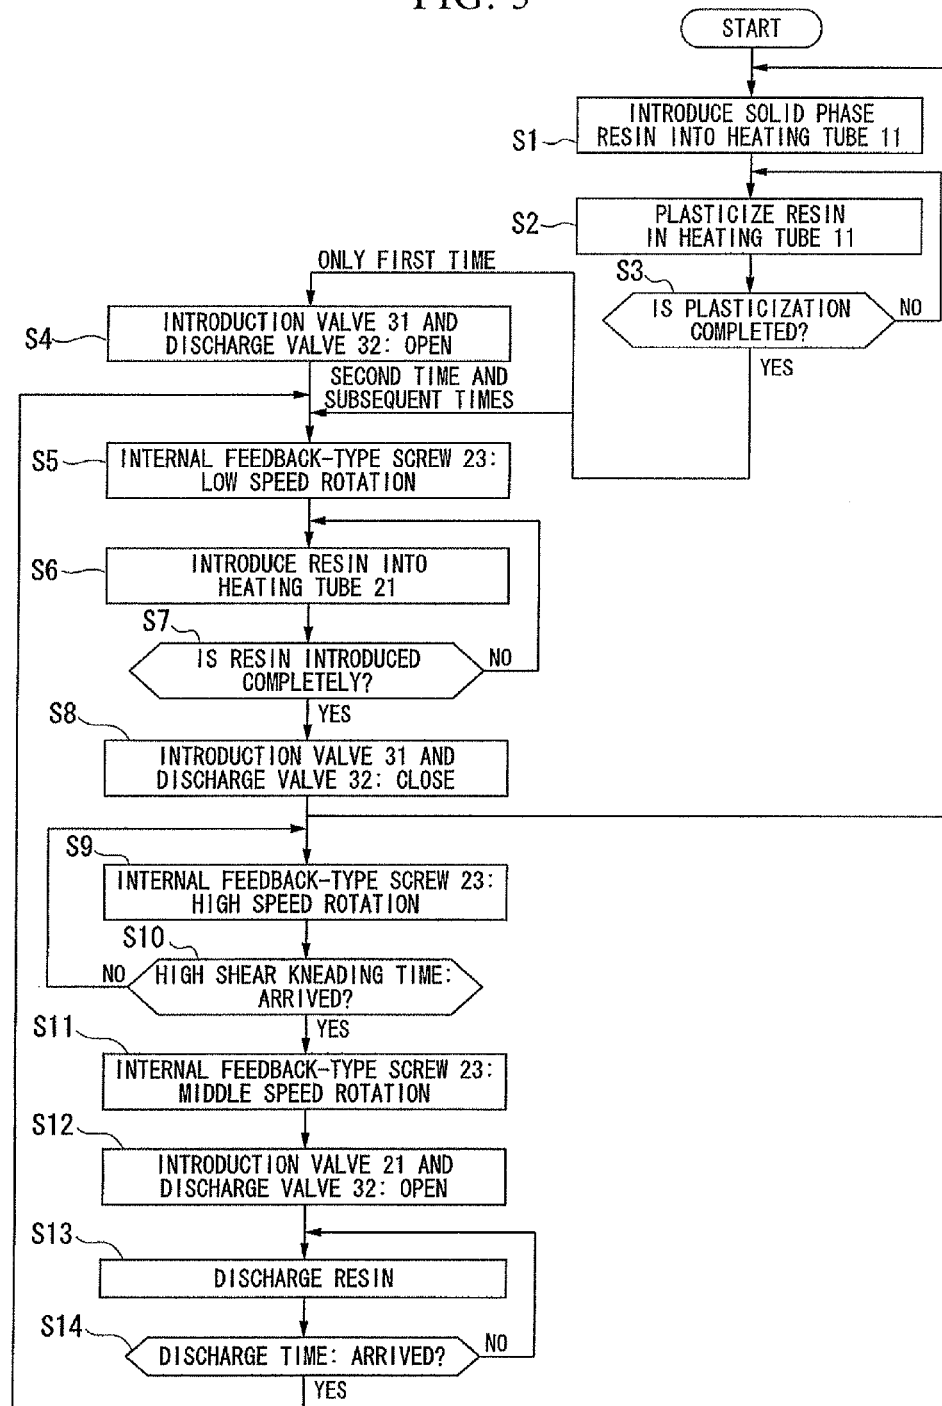 START
S1
INTRODUCE SOLID PHASE
RESIN INTO HEATING TUBE 11
S2
PLASTICIZE RESIN
IN HEATING TUBE 11
S3
IS PLASTICIZATION
COMPLETED?
NO
YES
ONLY FIRST TIME
S4
INTRODUCTION VALVE 31 AND
DISCHARGE VALVE 32: OPEN
SECOND TIME AND
SUBSEQUENT TIMES
S5
INTERNAL FEEDBACK-TYPE SCREW 23:
LOW SPEED ROTATION
S6
INTRODUCE RESIN INTO
HEATING TUBE 21
S7
IS RESIN INTRODUCED
COMPLETELY?
NO
YES
S8
INTRODUCTION VALVE 31 AND
DISCHARGE VALVE 32: CLOSE
S9
INTERNAL FEEDBACK-TYPE SCREW 23:
HIGH SPEED ROTATION
S10
NO
HIGH SHEAR KNEADING TIME:
ARRIVED?
YES
S11
INTERNAL FEEDBACK-TYPE SCREW 23:
MIDDLE SPEED ROTATION
S12
INTRODUCTION VALVE 21 AND
DISCHARGE VALVE 32: OPEN
S13
DISCHARGE RESIN
S14
DISCHARGE TIME: ARRIVED?
NO
YES